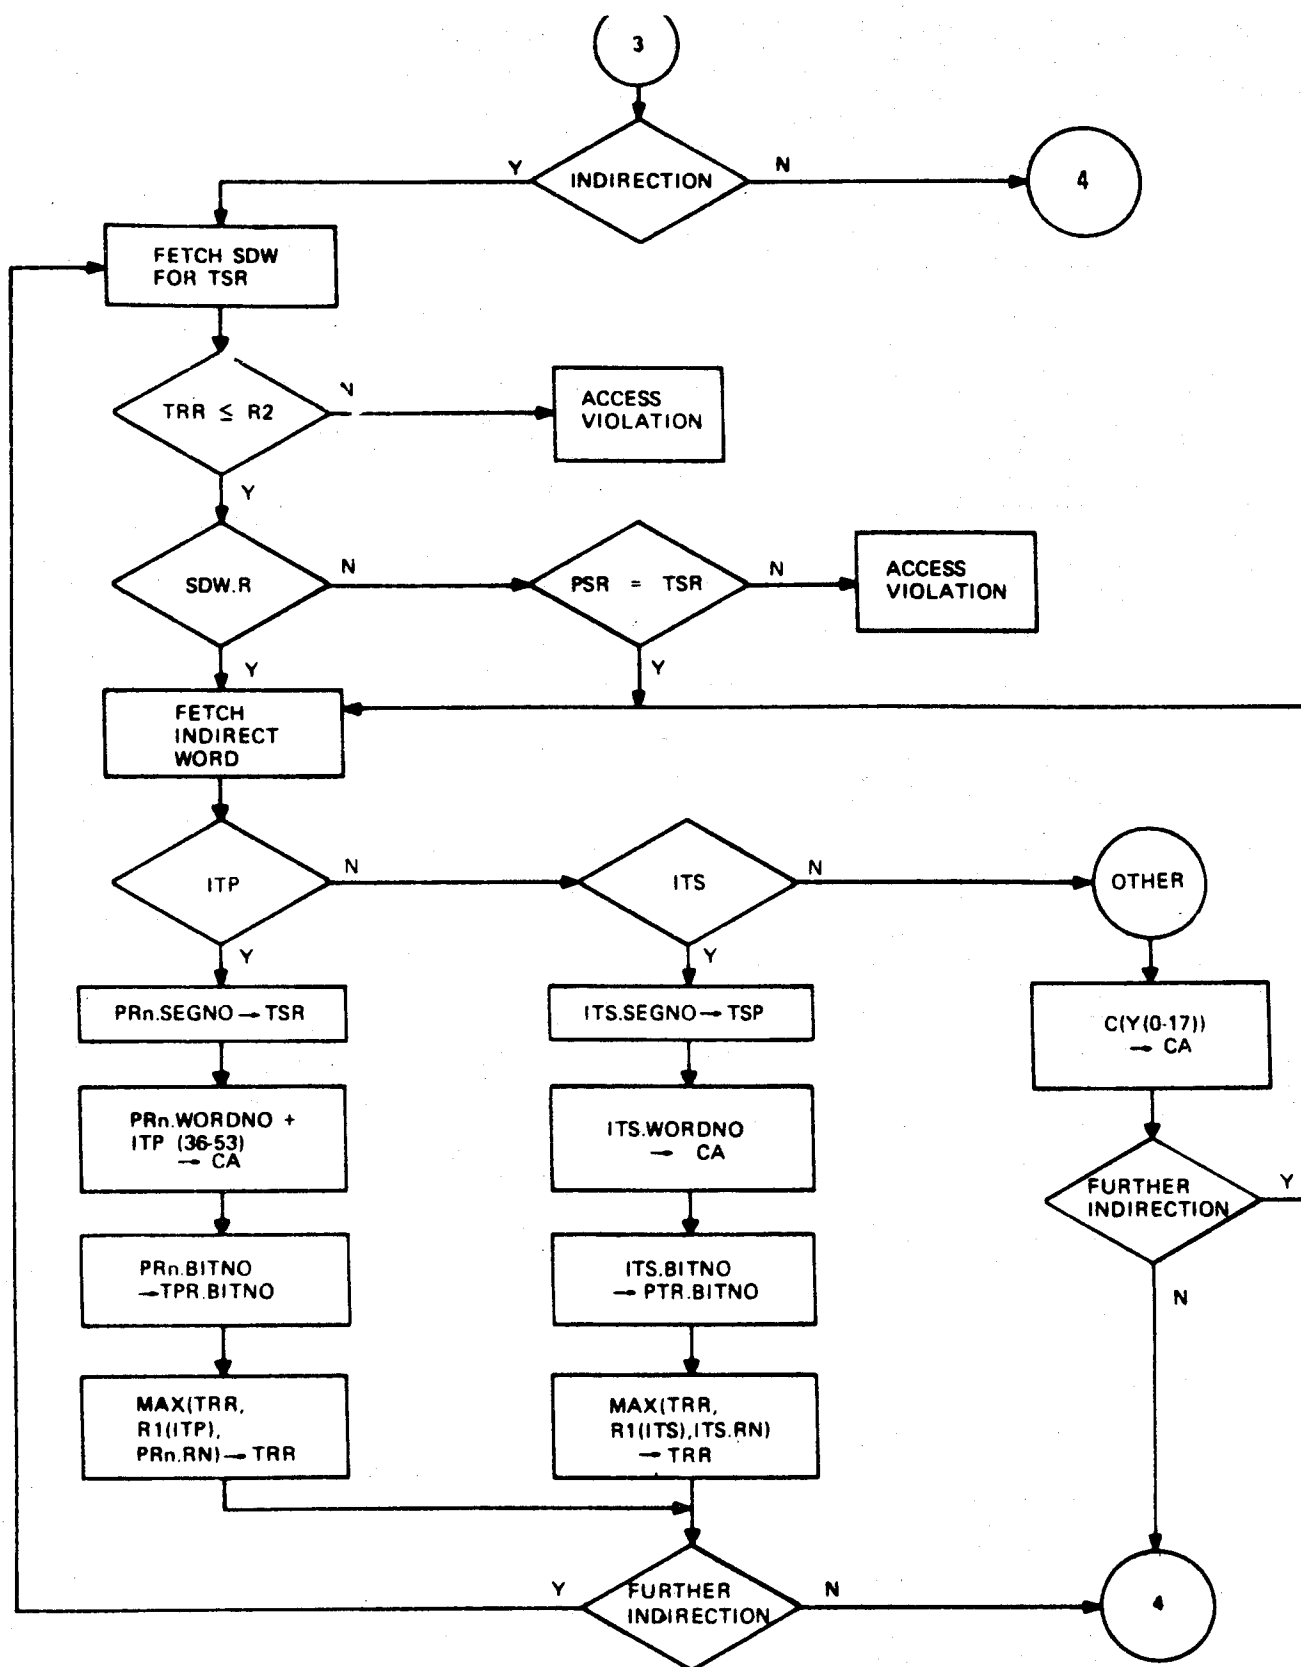 3
Y
INDIRECTION
N
4
FETCH SDW
FOR TSR
TRR ≤ R2
N
ACCESS
VIOLATION
Y
SDW.R
N
PSR = TSR
N
ACCESS
VIOLATION
Y
Y
FETCH
INDIRECT
WORD
ITP
N
ITS
N
OTHER
Y
Y
PRn.SEGNO → TSR
ITS.SEGNO → TSP
C(Y(0-17))
→ CA
PRn.WORDNO +
ITP (36-53)
→ CA
ITS.WORDNO
→ CA
FURTHER
INDIRECTION
Y
PRn.BITNO
→TPR.BITNO
ITS.BITNO
→ PTR.BITNO
N
MAX(TRR,
R1(ITP),
PRn.RN) → TRR
MAX(TRR,
R1(ITS),ITS.RN)
→ TRR
Y
FURTHER
INDIRECTION
N
4